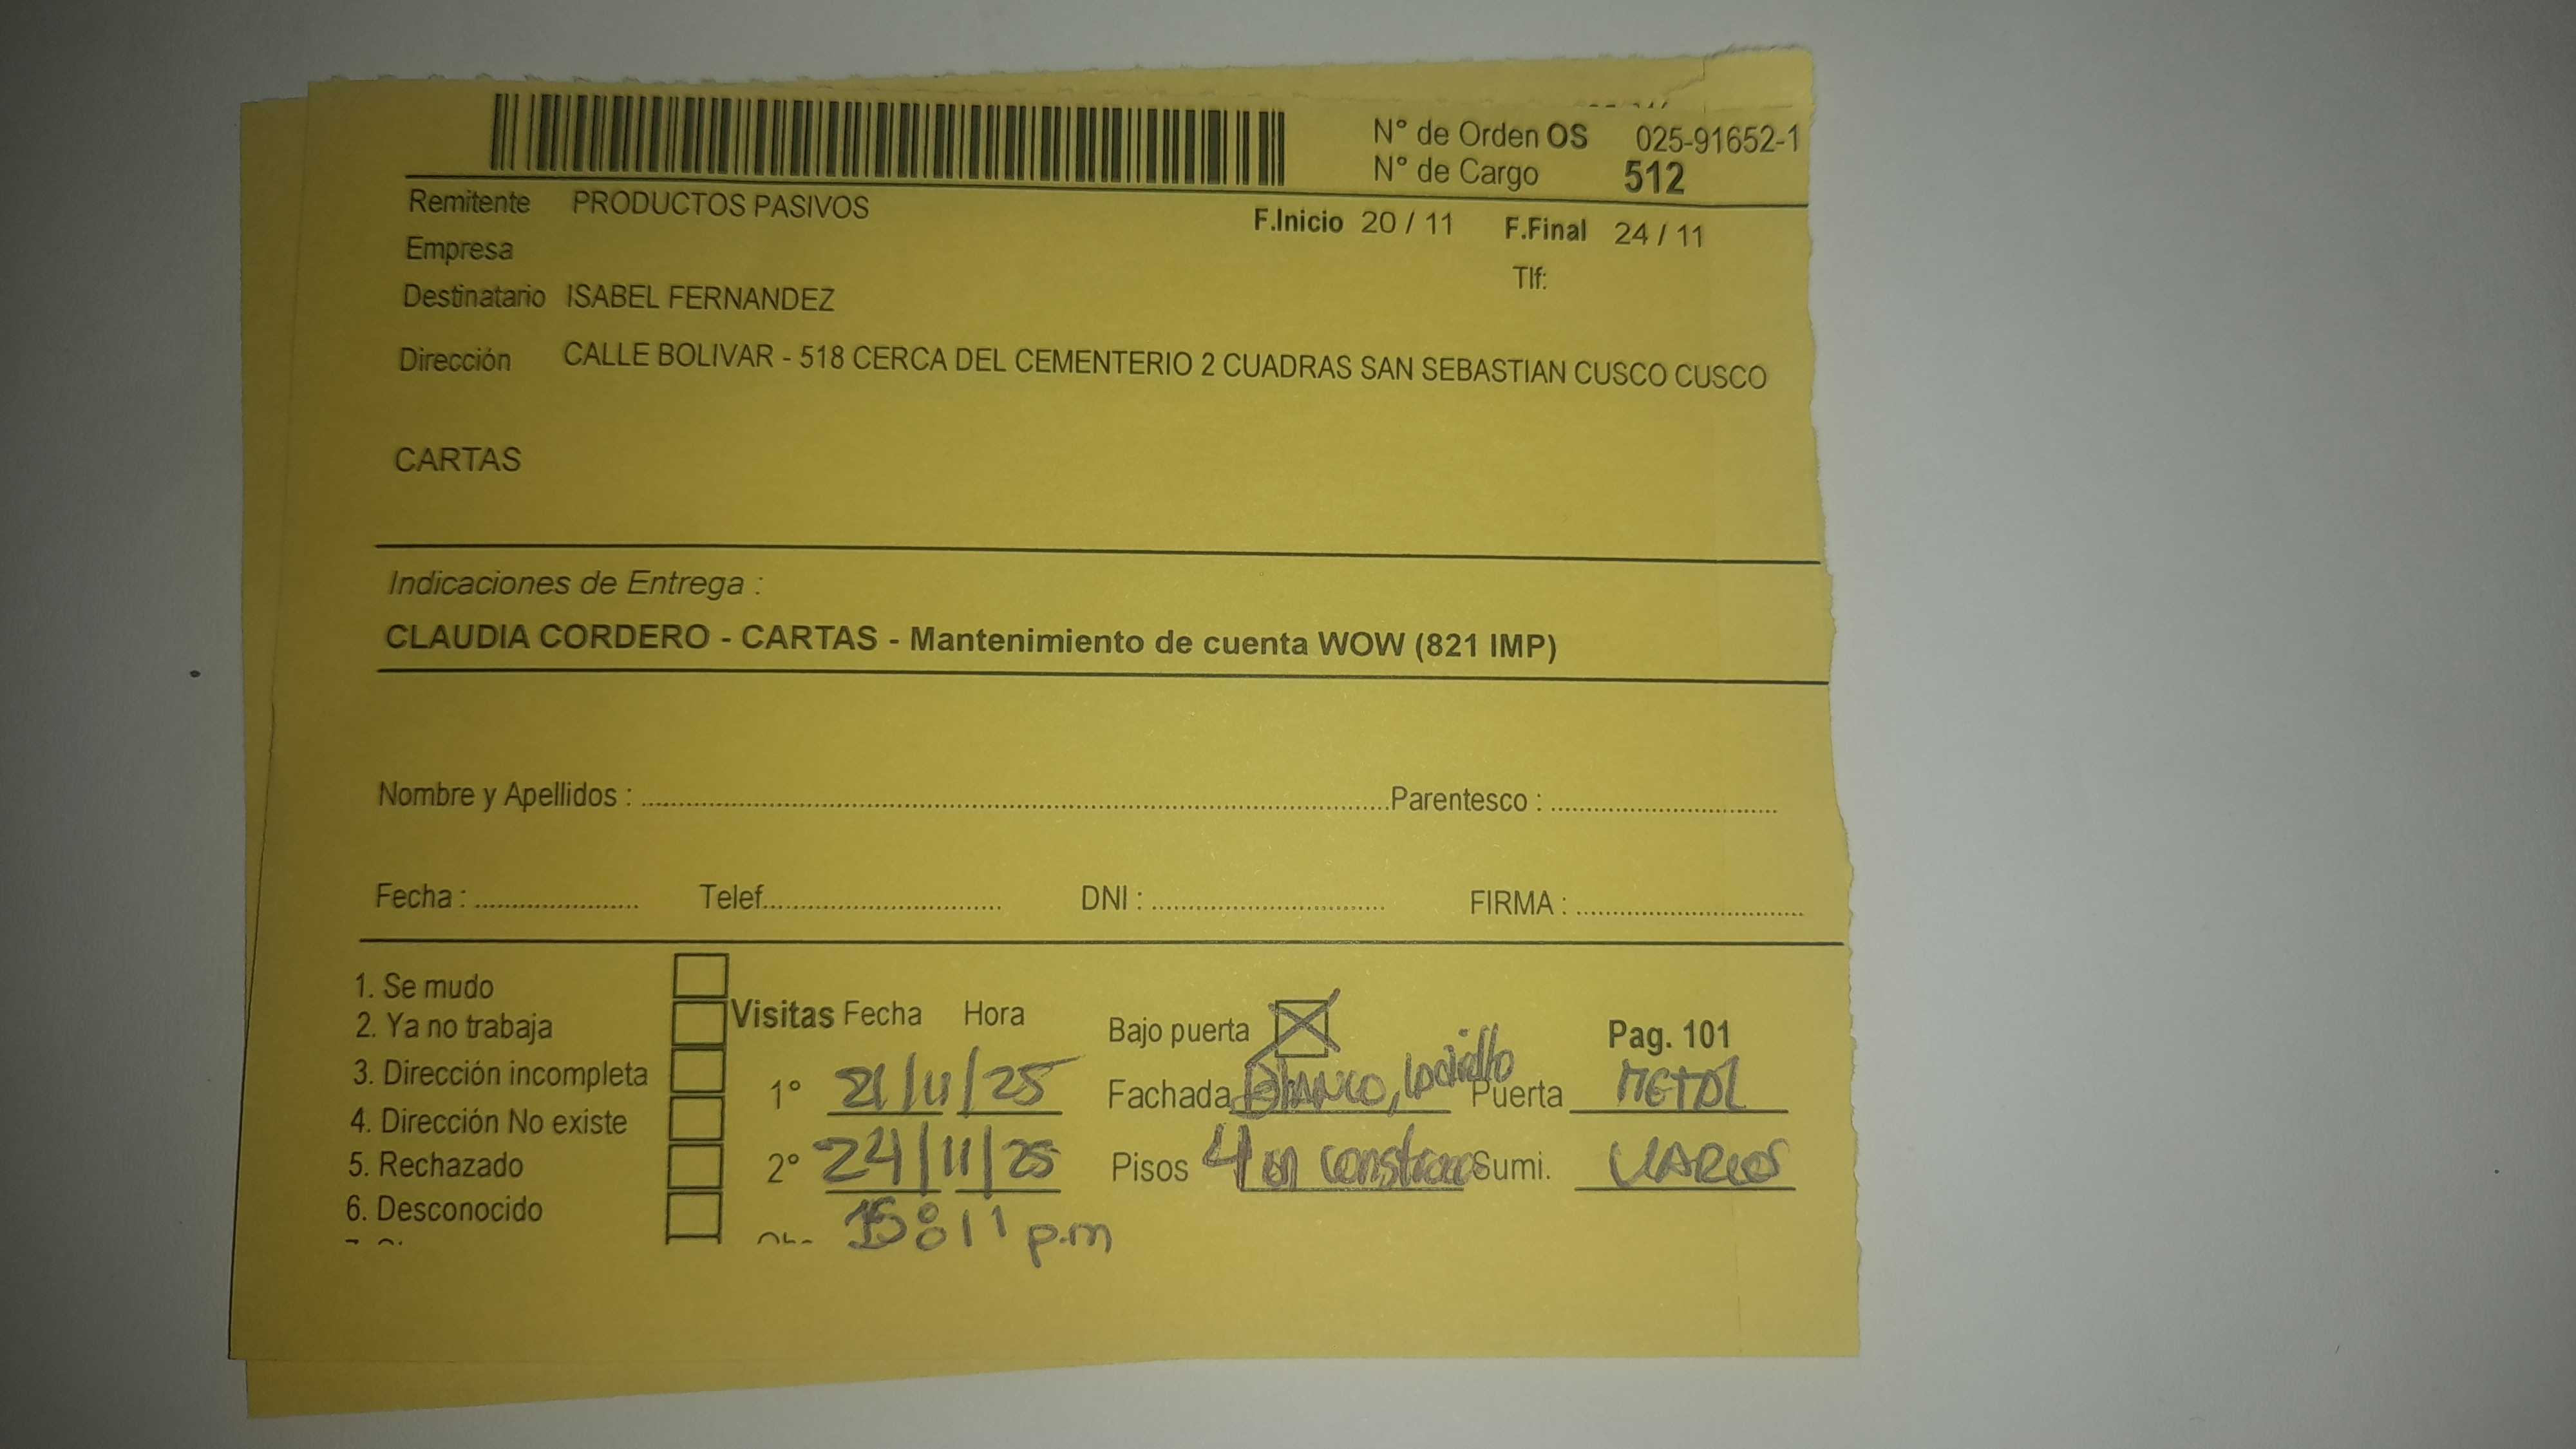 N° de Orden OS 025-91652-1
N° de Cargo 512
Remitente PRODUCTOS PASIVOS
F.Inicio 20 / 11 F.Final 24 / 11
Empresa
Tlf:
Destinatario ISABEL FERNANDEZ
Dirección CALLE BOLIVAR - 518 CERCA DEL CEMENTERIO 2 CUADRAS SAN SEBASTIAN CUSCO CUSCO
CARTAS
Indicaciones de Entrega :
CLAUDIA CORDERO - CARTAS - Mantenimiento de cuenta WOW (821 IMP)
Nombre y Apellidos : Parentesco :
Fecha : Telef. DNI : FIRMA :
1. Se mudo
2. Ya no trabaja
3. Dirección incompleta
4. Dirección No existe
5. Rechazado
6. Desconocido
Visitas Fecha Hora
1° 21/11/25
2° 24/11/25
15:11 p.m
Bajo puerta X Pag. 101
Fachada BLANCO, Ladrillo Puerta METAL
Pisos 4 en Sumi. VARIOS